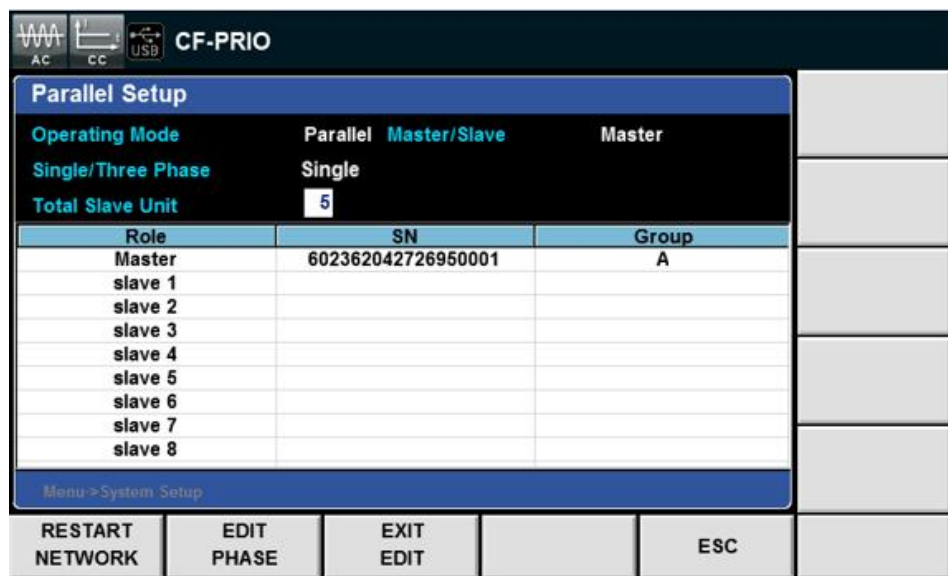 AC CC USB CF-PRIO
Parallel Setup
Operating Mode Parallel Master/Slave Master
Single/Three Phase Single
Total Slave Unit 5
Role SN Group
Master 602362042726950001 A
slave 1
slave 2
slave 3
slave 4
slave 5
slave 6
slave 7
slave 8
Menu->System Setup
RESTART NETWORK
EDIT PHASE
EXIT EDIT
ESC